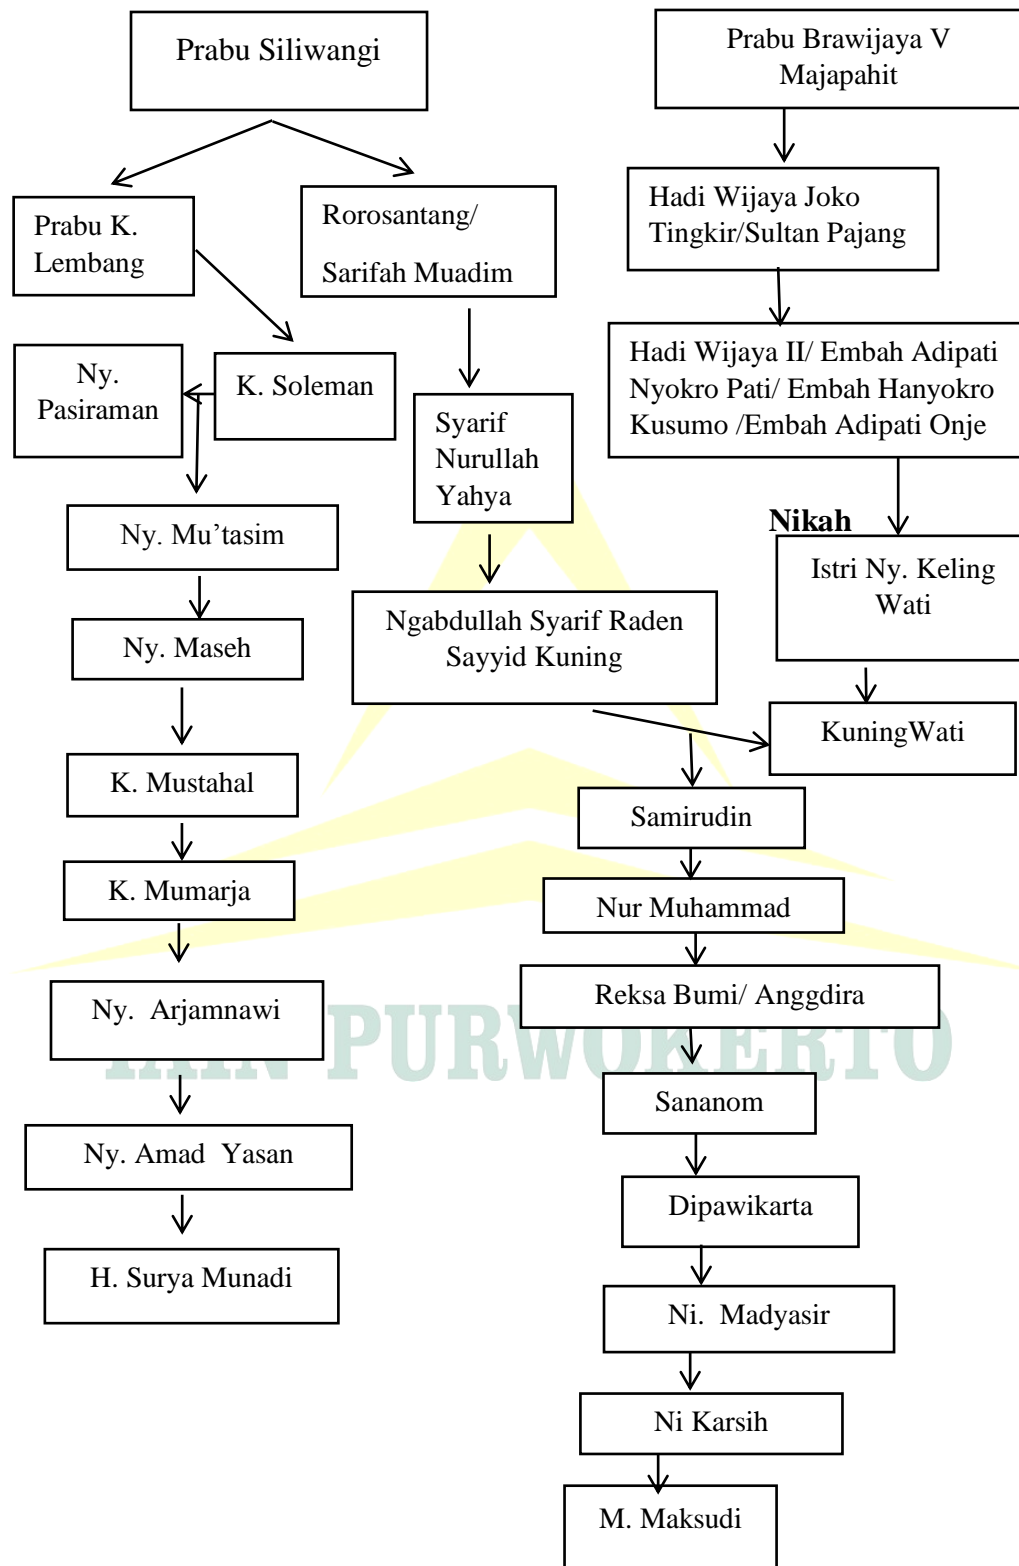 Prabu Siliwangi
Prabu Brawijaya V
Majapahit
Prabu K.
Lembang
Rorosantang/
Sarifah Muadim
Hadi Wijaya Joko
Tingkir/Sultan Pajang
Ny.
Pasiraman
K. Soleman
Syarif
Nurullah
Yahya
Hadi Wijaya II/ Embah Adipati
Nyokro Pati/ Embah Hanyokro
Kusumo /Embah Adipati Onje
Ny. Mu’tasim
Nikah
Istri Ny. Keling
Wati
Ny. Maseh
Ngabdullah Syarif Raden
Sayyid Kuning
KuningWati
K. Mustahal
Samirudin
K. Mumarja
Nur Muhammad
Ny.  Arjamnawi
Reksa Bumi/ Anggdira
IAIN PURWOKERTO
Sananom
Ny. Amad  Yasan
Dipawikarta
H. Surya Munadi
Ni.  Madyasir
Ni Karsih
M. Maksudi